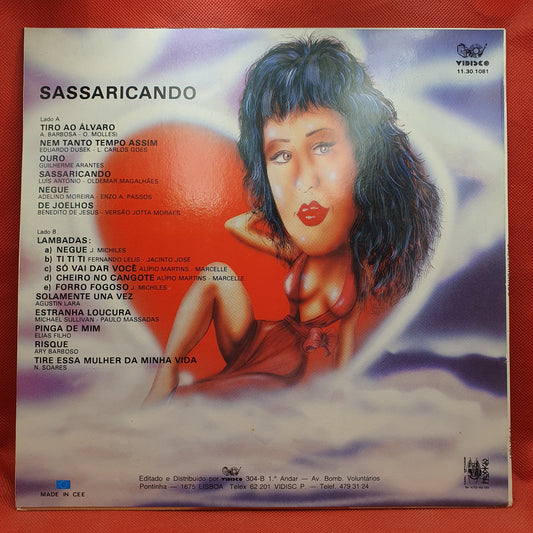 VIDISCO
11.30.1081
SASSARICANDO
Lado A
TIRO AO ÁLVARO
A. BARBOSA - O. MOLLESI
NEM TANTO TEMPO ASSIM
EDUARDO DUSEK - L. CARLOS GOES
OURO
GUILHERME ARANTES
SASSARICANDO
LUÍS ANTÓNIO - OLDEMAR MAGALHÃES
NEGUE
ADELINO MOREIRA - ENZO A. PASSOS
DE JOELHOS
BENEDITO DE JESUS - VERSÃO JOTTA MORAES
Lado B
LAMBADAS:
a) NEGUE J. MICHILES
b) TI TI TI FERNANDO LELIS - JACINTO JOSÉ
c) SÓ VAI DAR VOCÊ ALÍPIO MARTINS - MARCELLE
d) CHEIRO NO CANGOTE ALÍPIO MARTINS - MARCELLE
e) FORRO FOGOSO J. MICHILES
SOLAMENTE UNA VEZ
AGUSTIN LARA
ESTRANHA LOUCURA
MICHAEL SULLIVAN - PAULO MASSADAS
PINGA DE MIM
ELIAS FILHO
RISQUE
ARY BARBOSO
TIRE ESSA MULHER DA MINHA VIDA
N. SOARES
MADE IN CEE
Editado e Distribuido por VIDISCO 304-B 1.º Andar — Av. Bomb. Voluntários
Pontinha — 1675 LISBOA Telex 62 201 VIDISC P. — Telef. 479 31 24